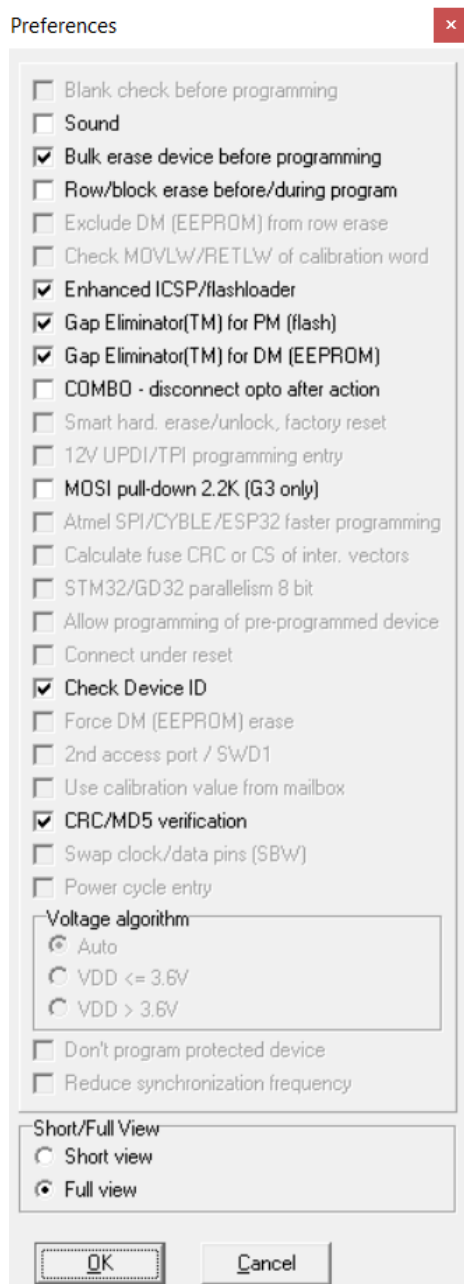 Preferences
Blank check before programming
Sound
Bulk erase device before programming
Row/block erase before/during program
Exclude DM (EEPROM) from row erase
Check MOVLW/RETLW of calibration word
Enhanced ICSP/flashloader
Gap Eliminator(TM) for PM (flash)
Gap Eliminator(TM) for DM (EEPROM)
COMBO - disconnect opto after action
Smart hard. erase/unlock, factory reset
12V UPDI/TPI programming entry
MOSI pull-down 2.2K (G3 only)
Atmel SPI/CYBLE/ESP32 faster programming
Calculate fuse CRC or CS of inter. vectors
STM32/GD32 parallelism 8 bit
Allow programming of pre-programmed device
Connect under reset
Check Device ID
Force DM (EEPROM) erase
2nd access port / SWD1
Use calibration value from mailbox
CRC/MD5 verification
Swap clock/data pins (SBW)
Power cycle entry
Voltage algorithm
Auto
VDD <= 3.6V
VDD > 3.6V
Don't program protected device
Reduce synchronization frequency
Short/Full View
Short view
Full view
OK Cancel